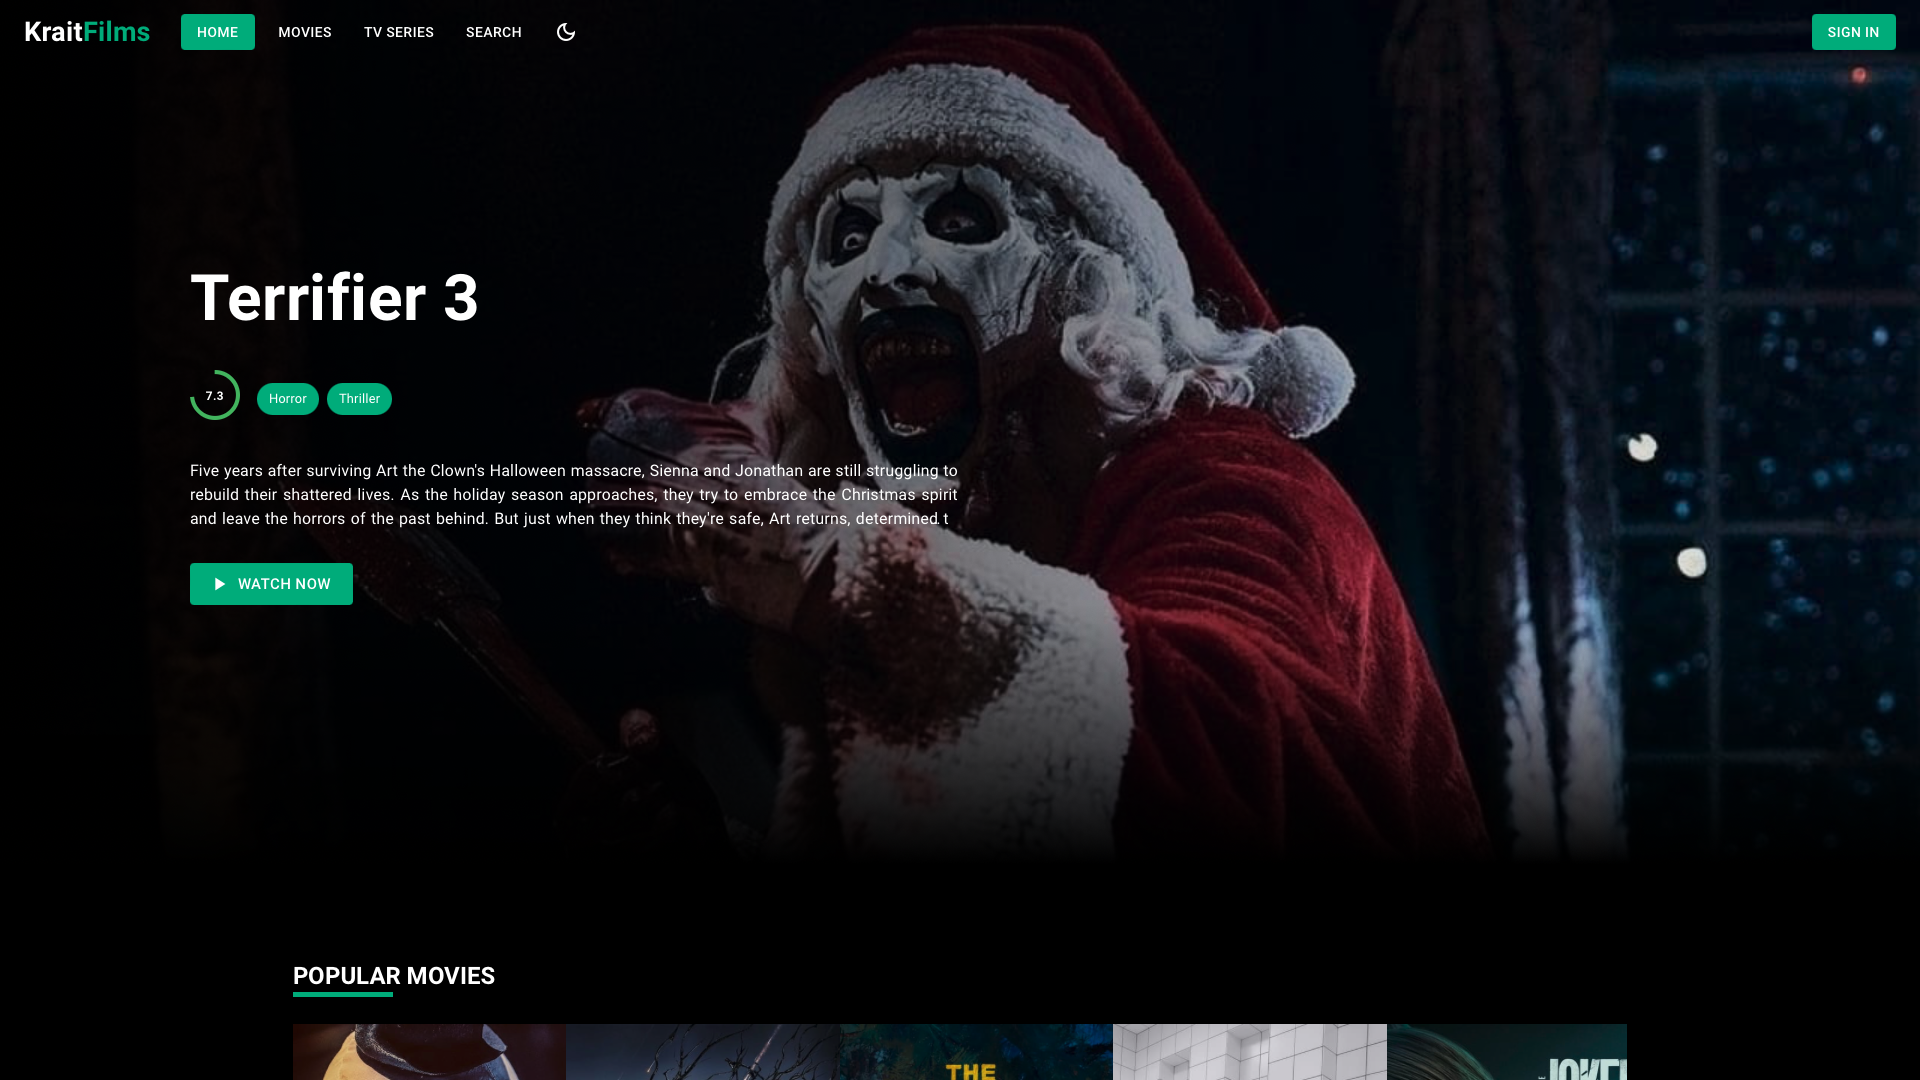 KraitFilms
HOME
MOVIES
TV SERIES
SEARCH
SIGN IN
Terrifier 3
7.3
Horror
Thriller
Five years after surviving Art the Clown's Halloween massacre, Sienna and Jonathan are still struggling to
rebuild their shattered lives. As the holiday season approaches, they try to embrace the Christmas spirit
and leave the horrors of the past behind. But just when they think they're safe, Art returns, determined t
WATCH NOW
POPULAR MOVIES
THE